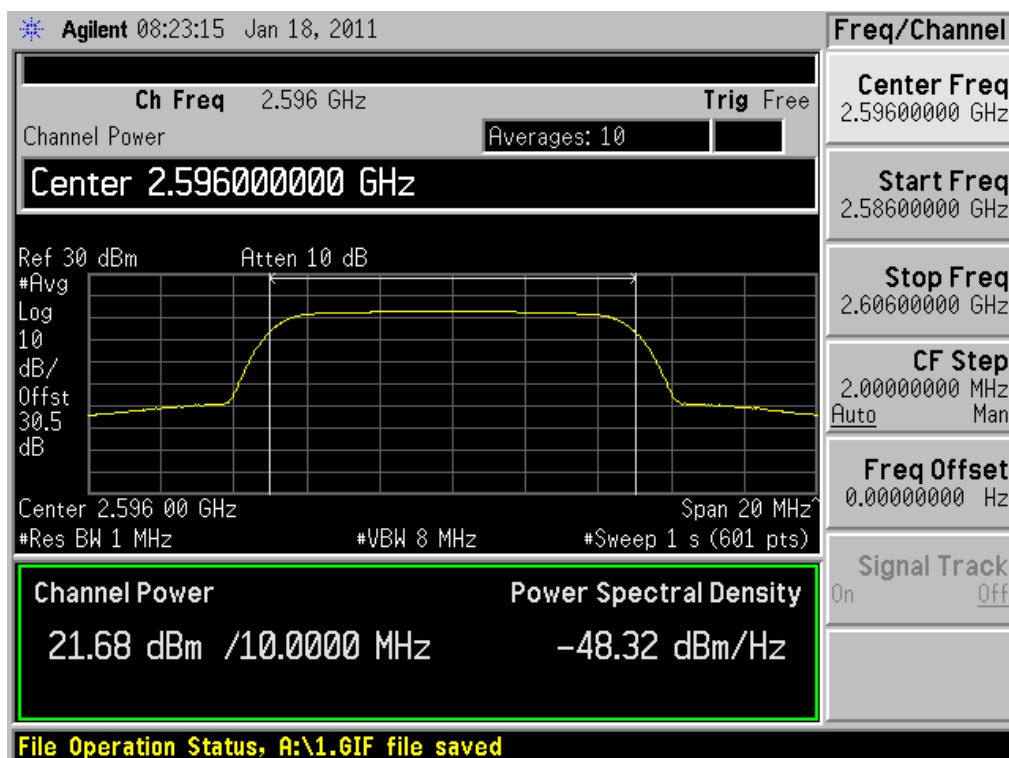 Agilent 08:23:15 Jan 18, 2011
Freq/Channel
Ch Freq 2.596 GHz Trig Free
Channel Power Averages: 10
Center 2.596000000 GHz
Ref 30 dBm Atten 10 dB
#Avg
Log
10
dB/
Offst
30.5
dB
Center 2.596 00 GHz Span 20 MHz^
#Res BW 1 MHz #VBW 8 MHz #Sweep 1 s (601 pts)
Channel Power Power Spectral Density
21.68 dBm /10.0000 MHz -48.32 dBm/Hz
File Operation Status, A:\1.GIF file saved
Center Freq
2.59600000 GHz
Start Freq
2.58600000 GHz
Stop Freq
2.60600000 GHz
CF Step
2.00000000 MHz
Auto Man
Freq Offset
0.00000000 Hz
Signal Track
On Off